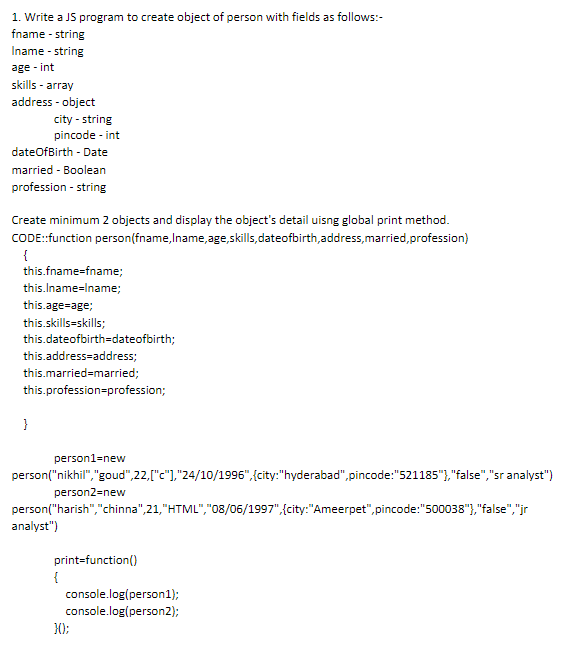 1. Write a JS program to create object of person with fields as follows:-
fname - string
lname - string
age - int
skills - array
address - object
city - string
pincode - int
dateOfBirth - Date
married - Boolean
profession - string
Create minimum 2 objects and display the object's detail uisng global print method.
CODE::function person(fname,lname,age,skills,dateofbirth,address,married,profession)
{
this.fname=fname;
this.lname=lname;
this.age=age;
this.skills=skills;
this.dateofbirth=dateofbirth;
this.address=address;
this.married=married;
this.profession=profession;
}
person1=new
person("nikhil","goud",22,["c"],"24/10/1996",{city:"hyderabad",pincode:"521185"},"false","sr analyst")
person2=new
person("harish","chinna",21,"HTML","08/06/1997",{city:"Ameerpet",pincode:"500038"},"false","jr
analyst")
print=function()
{
console.log(person1);
console.log(person2);
}();